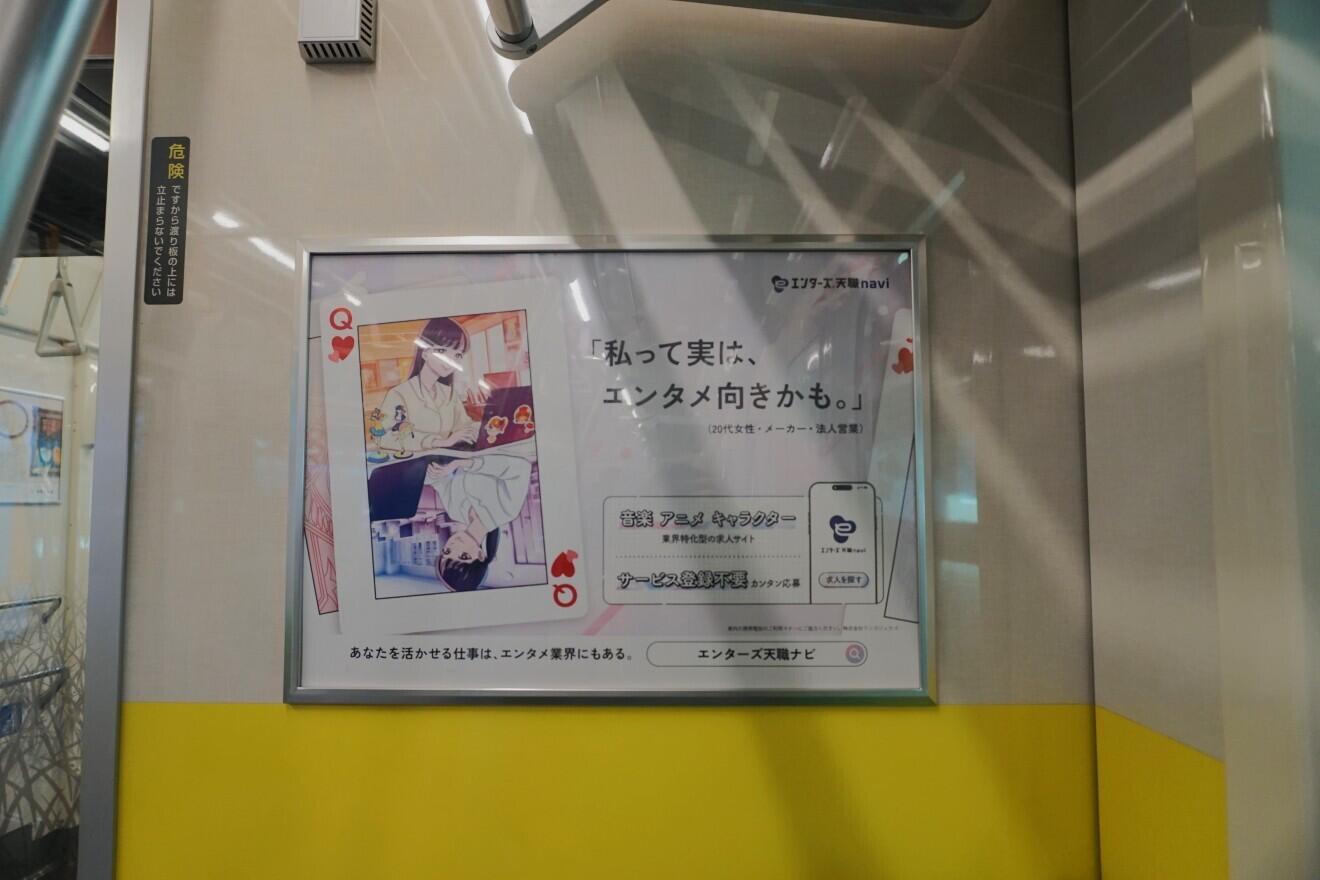 危険
ですから渡り板の上には
立止まらないでください
エンターズ天職navi
Q
「私って実は、
エンタメ向きかも。」
(20代女性・メーカー・法人営業)
音楽 アニメ キャラクター
業界特化型の求人サイト
サービス登録不要 カンタン応募
エンターズ天職navi
求人を探す
Q
あなたを活かせる仕事は、エンタメ業界にもある。
エンターズ天職ナビ